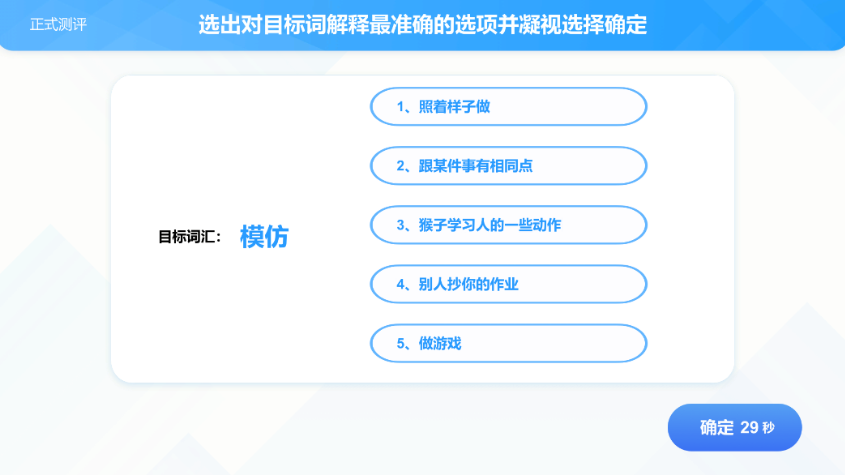 正式测评
选出对目标词解释最准确的选项并凝视选择确定
1、照着样子做
2、跟某件事有相同点
目标词汇： 模仿
3、猴子学习人的一些动作
4、别人抄你的作业
5、做游戏
确定 29 秒